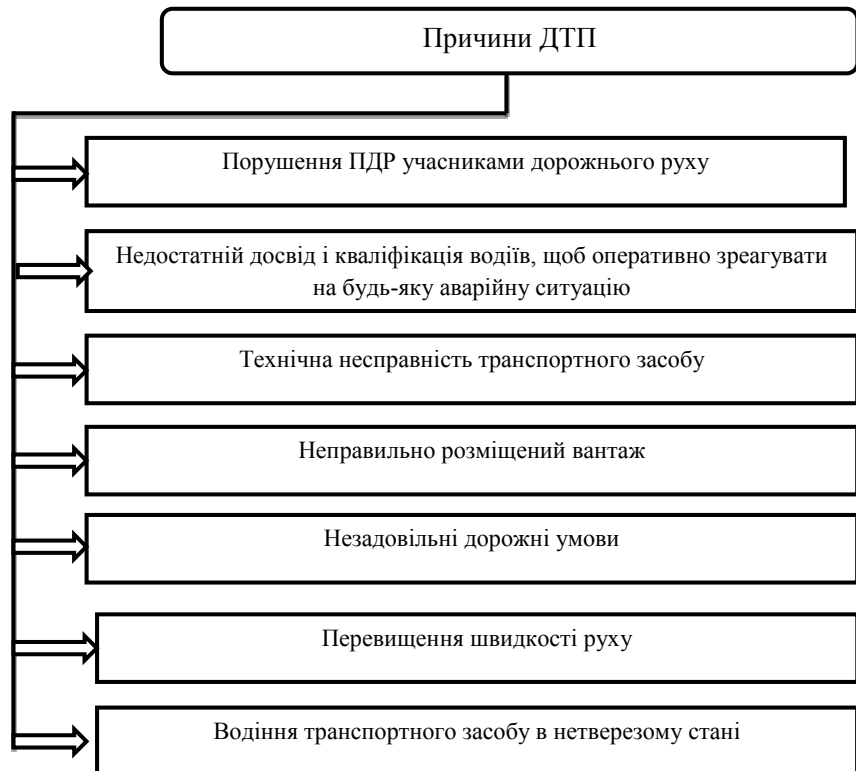 Причини ДТП
Порушення ПДР учасниками дорожнього руху
Недостатній досвід і кваліфікація водіїв, щоб оперативно зреагувати
на будь-яку аварійну ситуацію
Технічна несправність транспортного засобу
Неправильно розміщений вантаж
Незадовільні дорожні умови
Перевищення швидкості руху
Водіння транспортного засобу в нетверезому стані